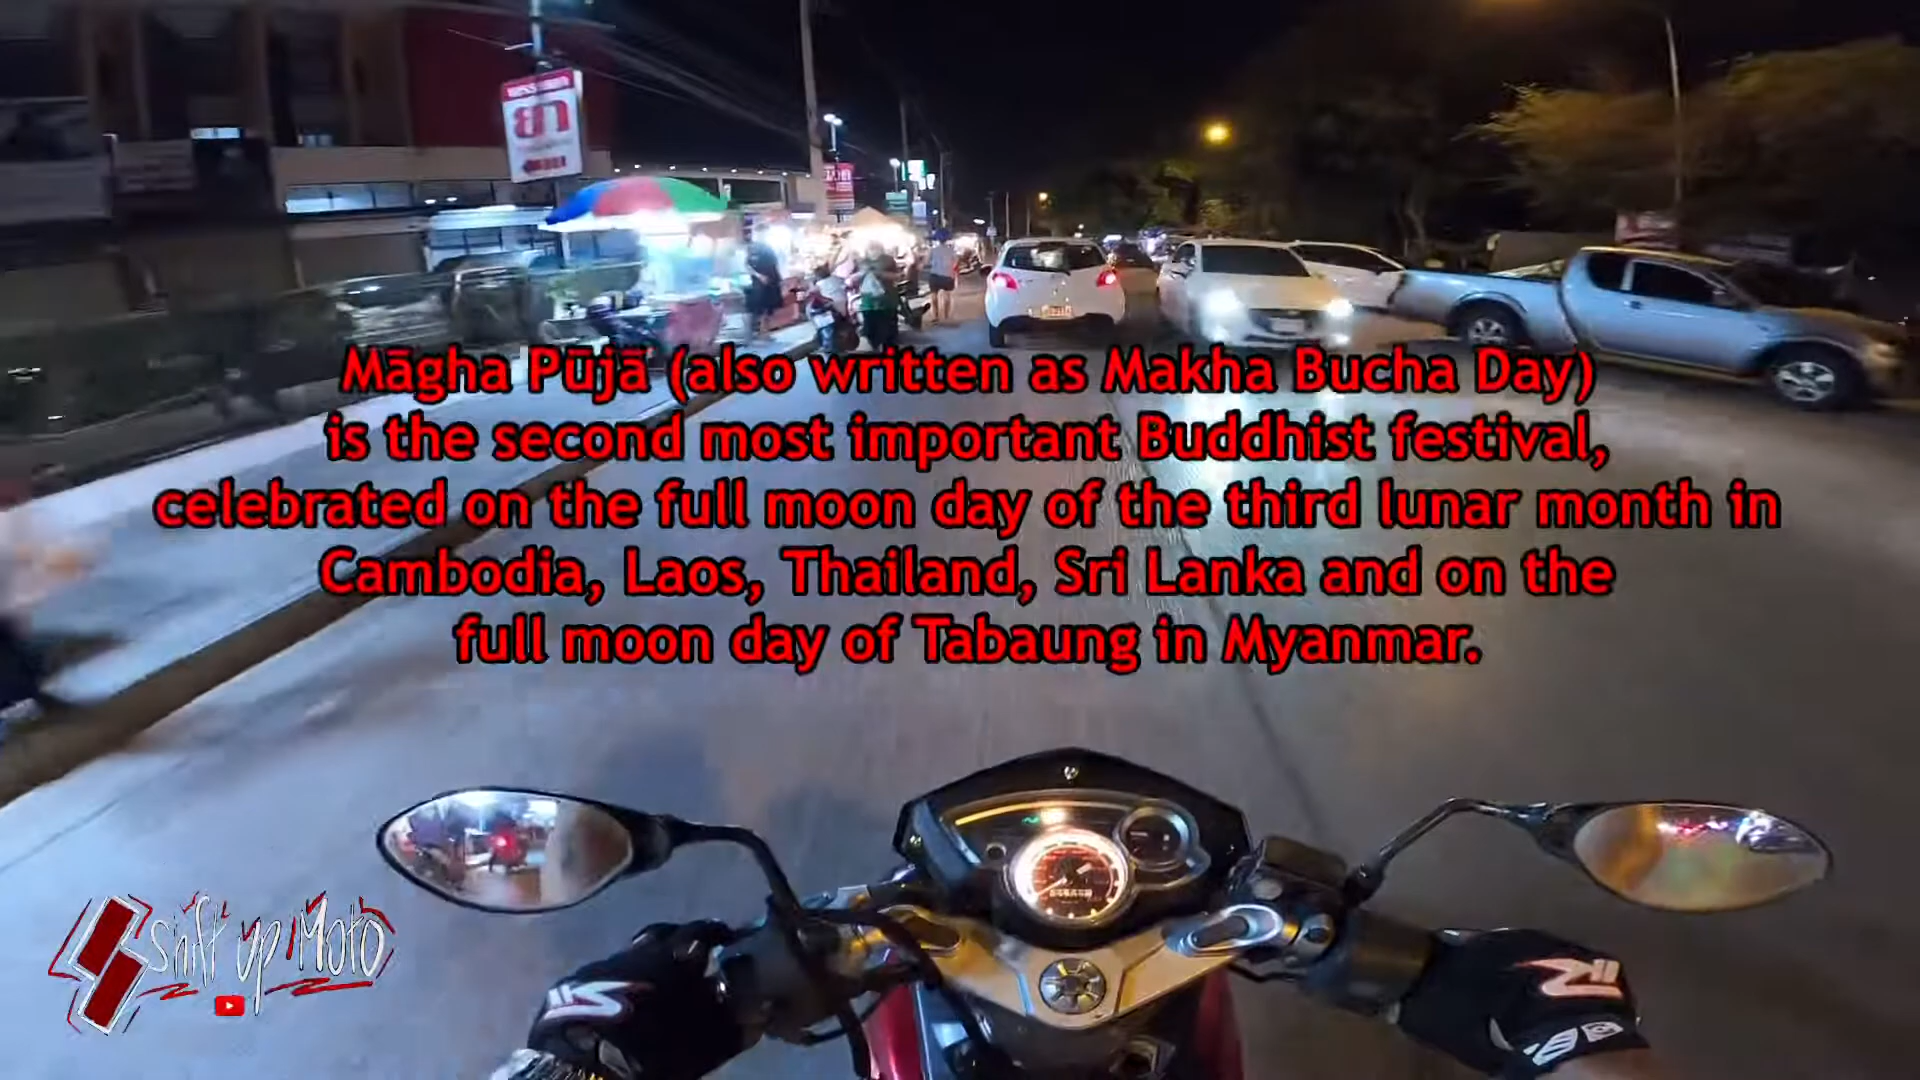 ยา
Māgha Pūjā (also written as Makha Bucha Day)
is the second most important Buddhist festival,
celebrated on the full moon day of the third lunar month in
Cambodia, Laos, Thailand, Sri Lanka and on the
full moon day of Tabaung in Myanmar.
Shift up Moto